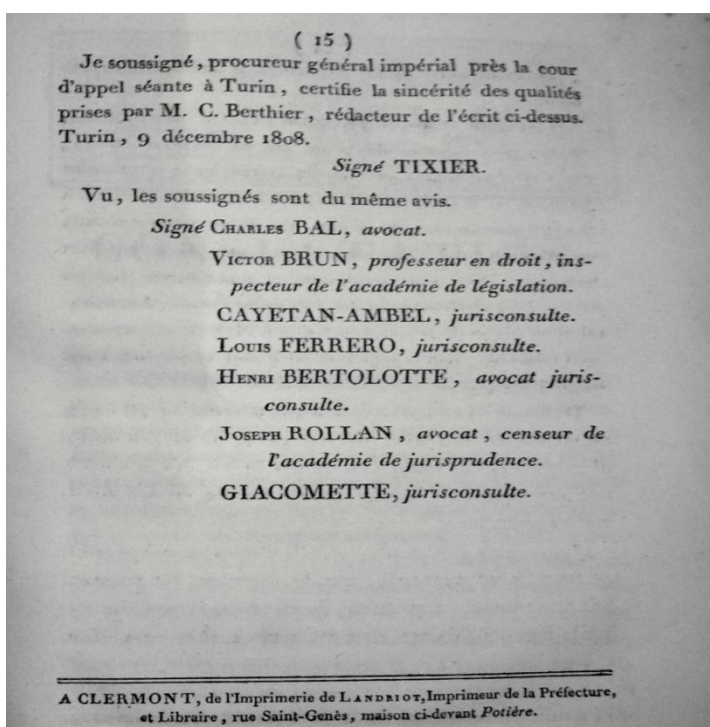 ( 15 )
Je soussigné, procureur général impérial près la cour
d'appel séante à Turin, certifie la sincérité des qualités
prises par M. C. Berthier, rédacteur de l'écrit ci-dessus.
Turin, 9 décembre 1808.
Signé TIXIER.
Vu, les soussignés sont du même avis.
Signé CHARLES BAL, avocat.
VICTOR BRUN, professeur en droit, ins-
pecteur de l'académie de législation.
CAYETAN-AMBEL, jurisconsulte.
LOUIS FERRERO, jurisconsulte.
HENRI BERTOLOTTE, avocat juris-
consulte.
JOSEPH ROLLAN, avocat, censeur de
l'académie de jurisprudence.
GIACOMETTE, jurisconsulte.
A CLERMONT, de l'Imprimerie de LANDRIOT, Imprimeur de la Préfecture,
et Libraire, rue Saint-Genès, maison ci-devant Potière.